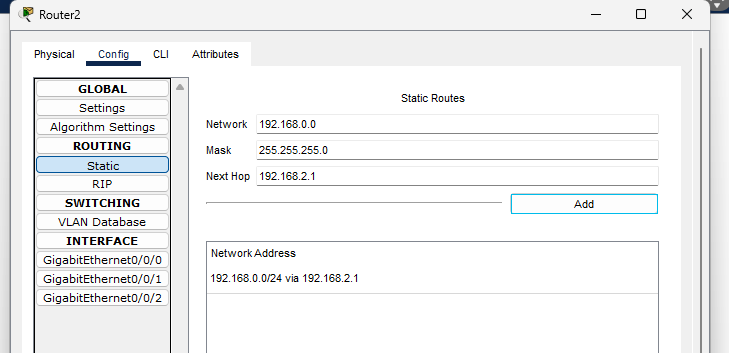 Router2
Physical Config CLI Attributes
GLOBAL
Settings
Algorithm Settings
ROUTING
Static
RIP
SWITCHING
VLAN Database
INTERFACE
GigabitEthernet0/0/0
GigabitEthernet0/0/1
GigabitEthernet0/0/2
Static Routes
Network 192.168.0.0
Mask 255.255.255.0
Next Hop 192.168.2.1
Add
Network Address
192.168.0.0/24 via 192.168.2.1